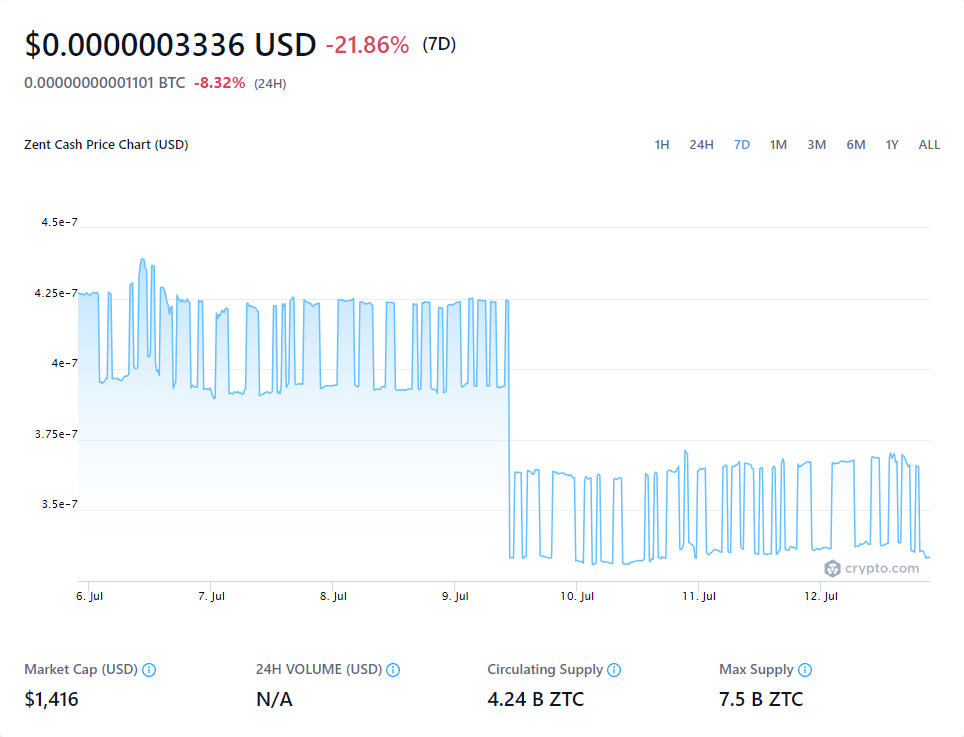 $0.0000003336 USD -21.86% (7D)
0.00000000001101 BTC -8.32% (24H)
Zent Cash Price Chart (USD) 1H 24H 7D 1M 3M 6M 1Y ALL
4.5e-7
4.25e-7
4e-7
3.75e-7
3.5e-7
crypto.com
6. Jul 7. Jul 8. Jul 9. Jul 10. Jul 11. Jul 12. Jul
Market Cap (USD) 24H VOLUME (USD) Circulating Supply Max Supply
$1,416 N/A 4.24 B ZTC 7.5 B ZTC